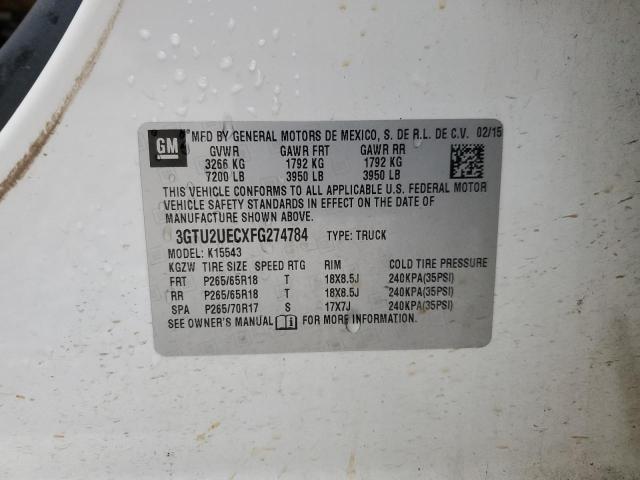 GM MFD BY GENERAL MOTORS DE MEXICO, S. DE R.L. DE C.V. 02/15
GVWR GAWR FRT GAWR RR
3266 KG 1792 KG 1792 KG
7200 LB 3950 LB 3950 LB
THIS VEHICLE CONFORMS TO ALL APPLICABLE U.S. FEDERAL MOTOR
VEHICLE SAFETY STANDARDS IN EFFECT ON THE DATE OF
MANUFACTURE SHOWN ABOVE.
3GTU2UECXFG274784 TYPE: TRUCK
MODEL: K15543
KGZW TIRE SIZE SPEED RTG RIM COLD TIRE PRESSURE
FRT P265/65R18 T 18X8.5J 240KPA(35PSI)
RR P265/65R18 T 18X8.5J 240KPA(35PSI)
SPA P265/70R17 S 17X7J 240KPA(35PSI)
SEE OWNER'S MANUAL FOR MORE INFORMATION.